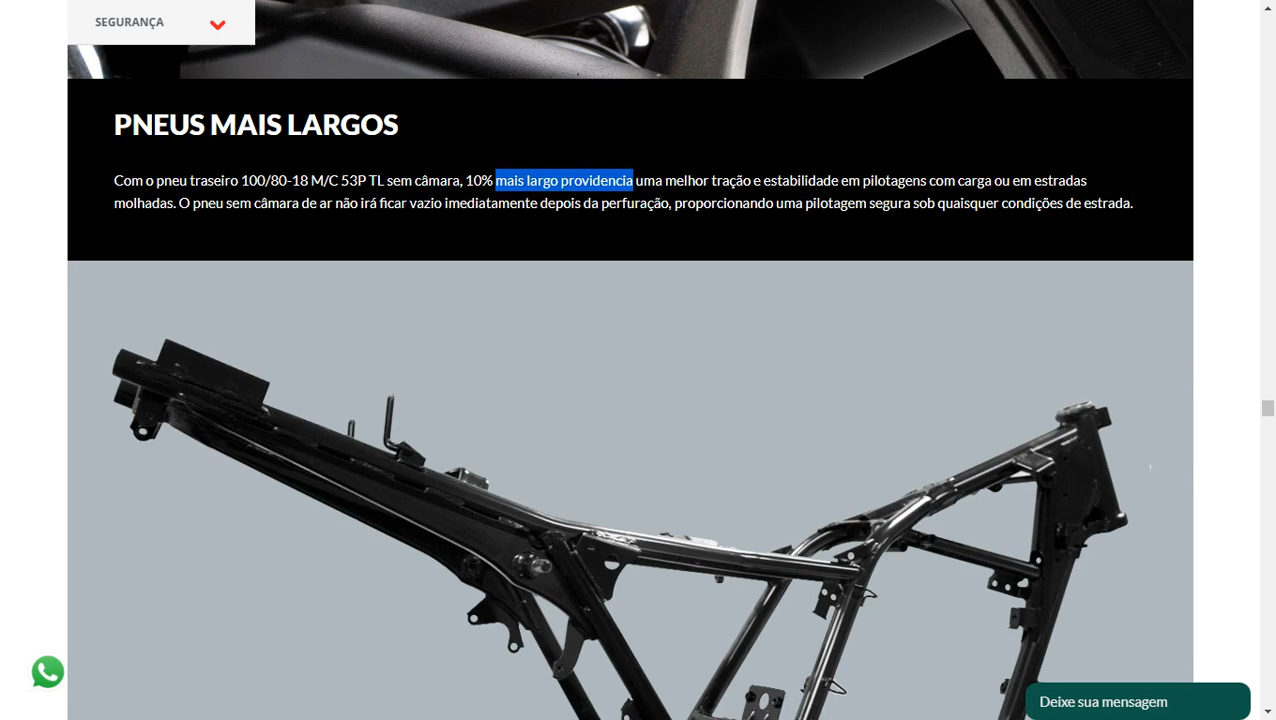 SEGURANÇA
PNEUS MAIS LARGOS
Com o pneu traseiro 100/80-18 M/C 53P TL sem câmara, 10% mais largo providencia uma melhor tração e estabilidade em pilotagens com carga ou em estradas
molhadas. O pneu sem câmara de ar não irá ficar vazio imediatamente depois da perfuração, proporcionando uma pilotagem segura sob quaisquer condições de estrada.
Deixe sua mensagem